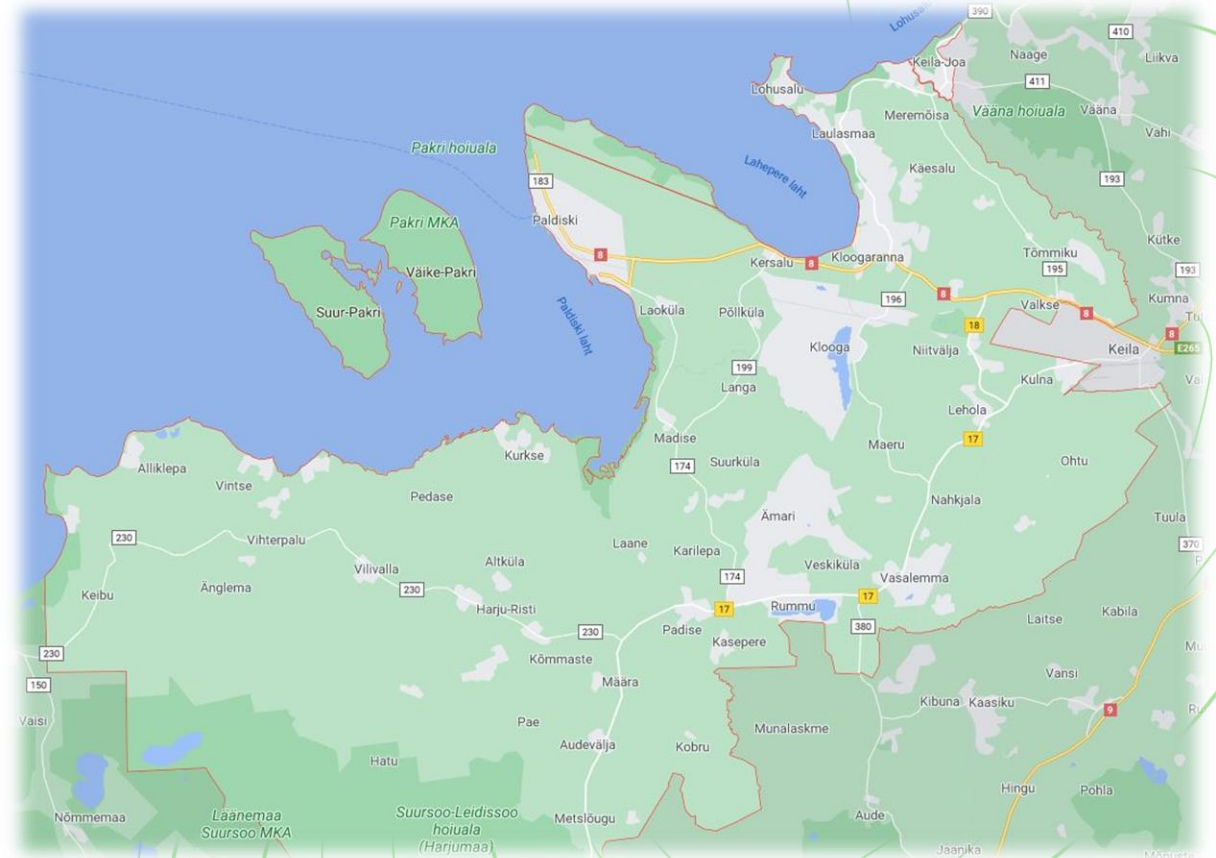 Lohusal
390
410
Naage
Liikva
Keila-Joa
411
Lohusalu
Meremõisa
Vääna hoiuala
Vääna
Vahi
Laulasmaa
Pakri hoiuala
Lahepere laht
Käesalu
183
193
Pakri MKA
Paldiski
Kütke
8
Kersalu
8
Kloogaranna
Tõmmiku
195
193
Väike-Pakri
8
196
Valkse
Kumna
Suur-Pakri
Paldiski laht
Laoküla
Põllküla
18
8
8
Klooga
Niitvälja
Keila
E265
199
Kulna
Langa
Lehola
Madise
17
Kurkse
Maeru
Suurküla
174
Ohtu
Alliklepa
Vintse
Pedase
Nahkjala
Ämari
Tuula
230
Vihterpalu
Laane
Karilepa
370
Altküla
Veskiküla
Vilivalla
174
Vasalemma
Änglema
230
Keibu
17
Harju-Risti
17
Rummu
Kabila
Laitse
230
Padise
380
Kasepere
230
Kõmmaste
150
Määra
Vansi
Kibuna
Kaasiku
9
Vaisi
Pae
Munalaskme
Audevälja
Kobru
Hatu
Hingu
Pohla
Läänemaa
Suursoo MKA
Suursoo-Leidissoo
hoiuala
(Harjumaa)
Nõmmemaa
Metslõugu
Aude
Jaanika